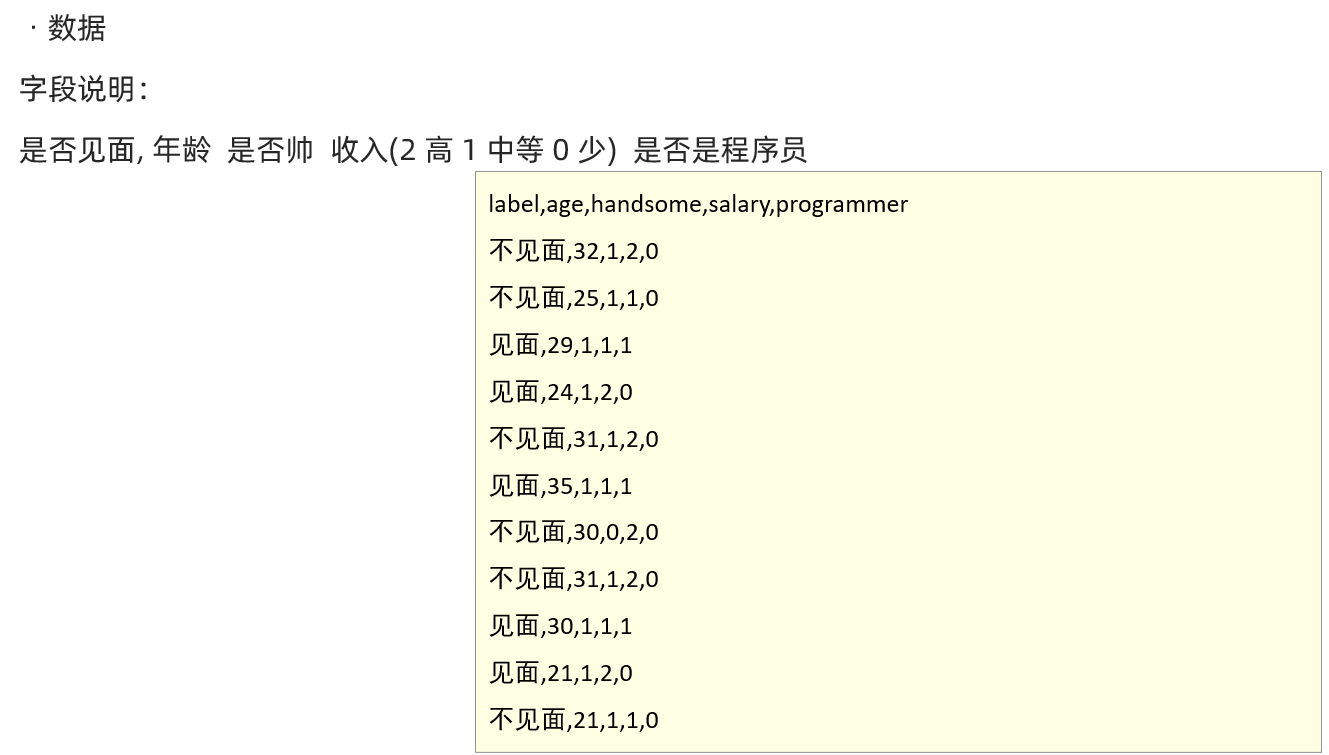 · 数据
字段说明：
是否见面, 年龄 是否帅 收入(2 高 1 中等 0 少) 是否是程序员
label,age,handsome,salary,programmer
不见面,32,1,2,0
不见面,25,1,1,0
见面,29,1,1,1
见面,24,1,2,0
不见面,31,1,2,0
见面,35,1,1,1
不见面,30,0,2,0
不见面,31,1,2,0
见面,30,1,1,1
见面,21,1,2,0
不见面,21,1,1,0